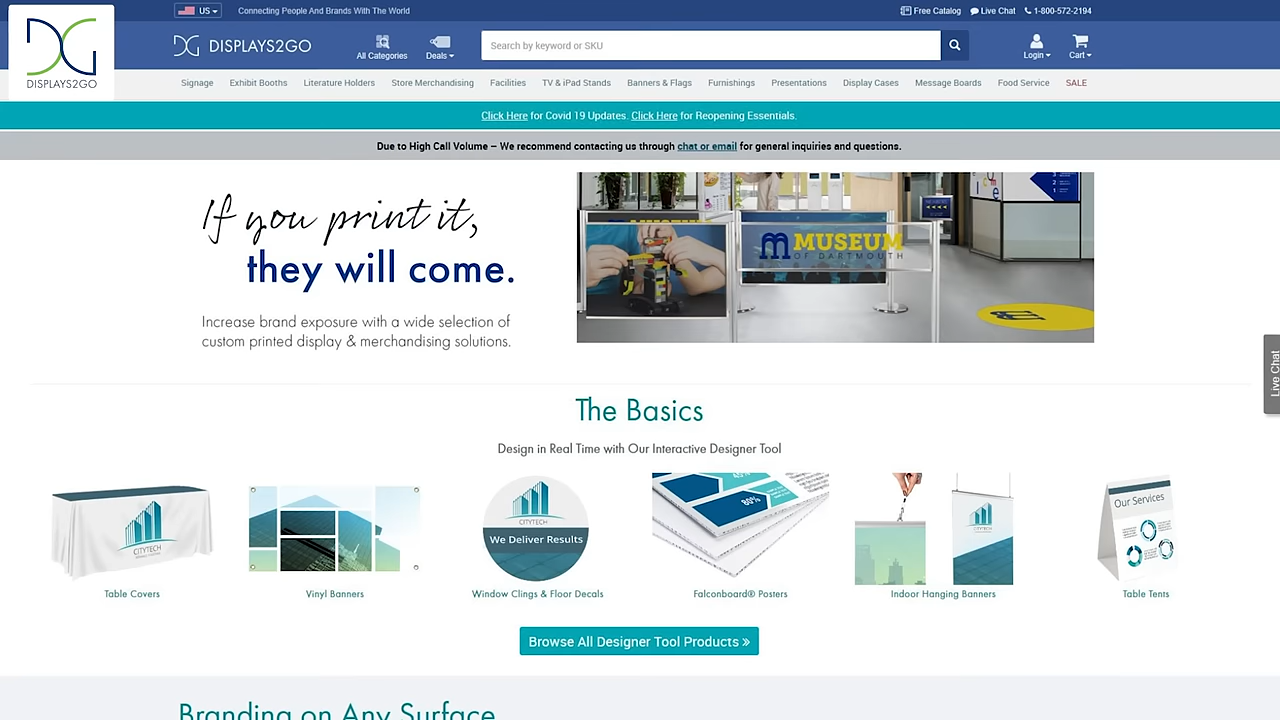 US
Connecting People And Brands With The World
Free Catalog
Live Chat
1-800-572-2194
DISPLAYS2GO
DISPLAYS2GO
All Categories
Deals
Search by keyword or SKU
Login
Cart
Signage
Exhibit Booths
Literature Holders
Store Merchandising
Facilities
TV & iPad Stands
Banners & Flags
Furnishings
Presentations
Display Cases
Message Boards
Food Service
SALE
Click Here for Covid 19 Updates. Click Here for Reopening Essentials.
Due to High Call Volume – We recommend contacting us through chat or email for general inquiries and questions.
If you print it,
they will come.
Increase brand exposure with a wide selection of
custom printed display & merchandising solutions.
MUSEUM
OF DARTMOUTH
Live Chat
The Basics
Design in Real Time with Our Interactive Designer Tool
CITYTECH
CITYTECH
We Deliver Results
80%
CITYTECH
Our Services
Table Covers
Vinyl Banners
Window Clings & Floor Decals
Falconboard® Posters
Indoor Hanging Banners
Table Tents
Browse All Designer Tool Products »
Branding on Any Surface